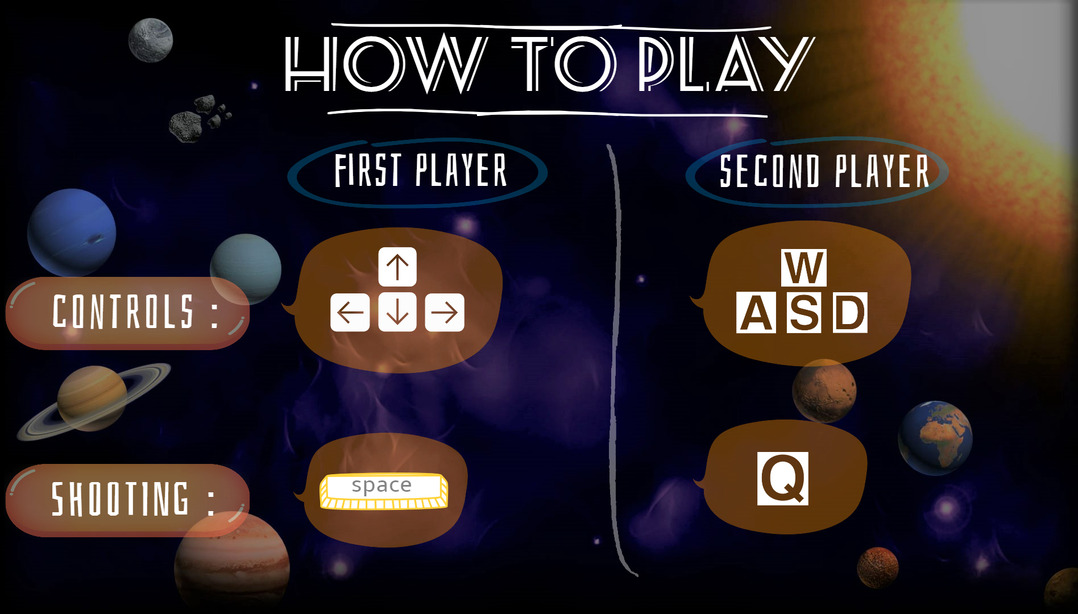 HOW TO PLAY
FIRST PLAYER
SECOND PLAYER
CONTROLS :
↑
← ↓ →
W
A S D
SHOOTING :
space
Q